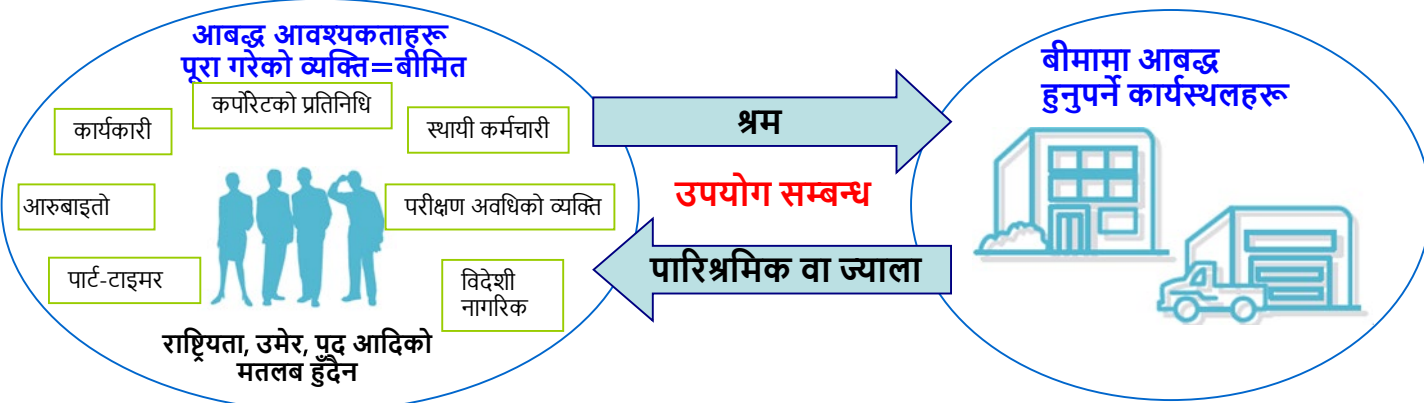 आबद्ध आवश्यकताहरू
पूरा गरेको व्यक्ति＝बीमित
कर्पोरेटको प्रतिनिधि
कार्यकारी
स्थायी कर्मचारी
आरुबाइतो
परीक्षण अवधिको व्यक्ति
पार्ट-टाइमर
विदेशी
नागरिक
राष्ट्रियता, उमेर, पद आदिको
मतलब हुँदैन
श्रम
उपयोग सम्बन्ध
पारिश्रमिक वा ज्याला
बीमामा आबद्ध
हुनुपर्ने कार्यस्थलहरू